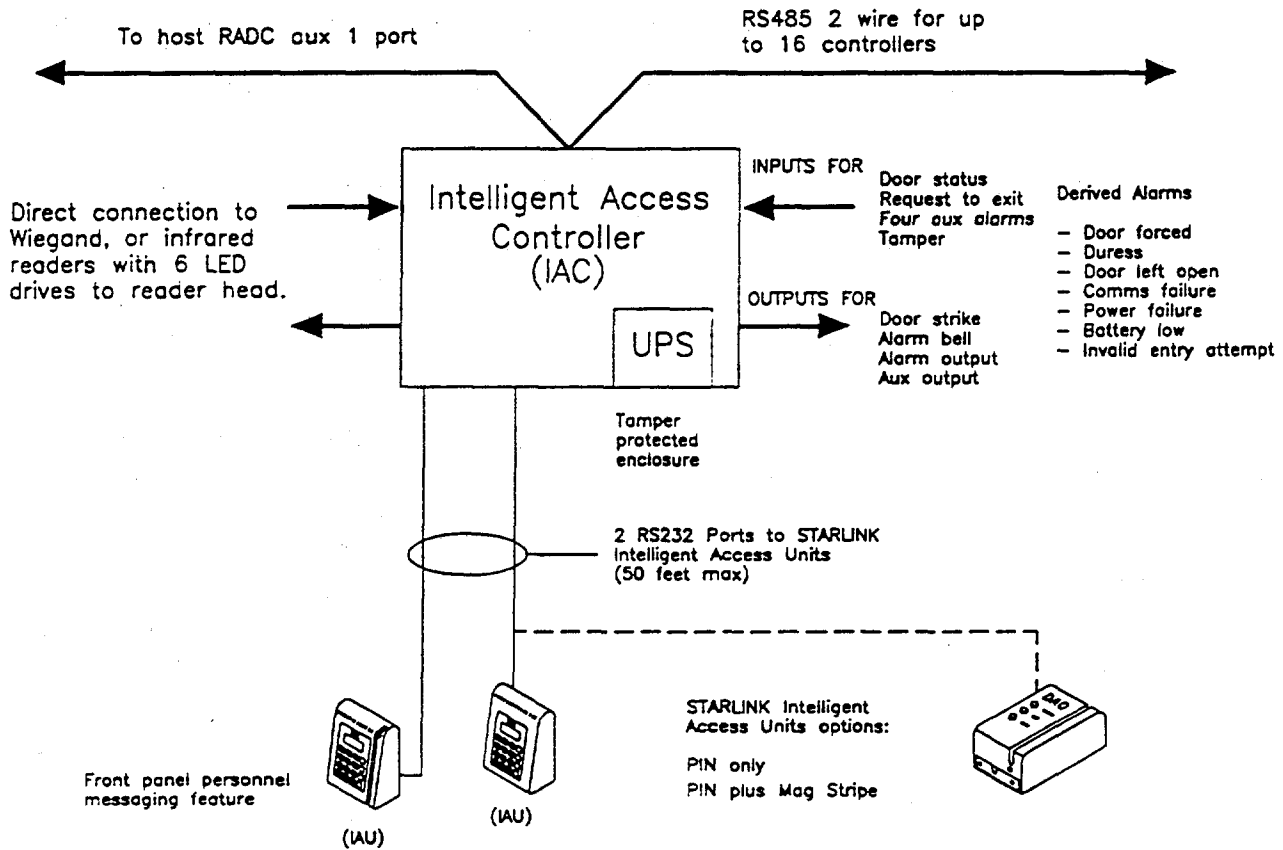 To host RADC aux 1 port
RS485 2 wire for up
to 16 controllers
Direct connection to
Wiegand, or infrared
readers with 6 LED
drives to reader head.
Intelligent Access
Controller
(IAC)
UPS
INPUTS FOR
Door status
Request to exit
Four aux alarms
Tamper
OUTPUTS FOR
Door strike
Alarm bell
Alarm output
Aux output
Derived Alarms
– Door forced
– Duress
– Door left open
– Comms failure
– Power failure
– Battery low
– Invalid entry attempt
Tamper
protected
enclosure
2 RS232 Ports to STARLINK
Intelligent Access Units
(50 feet max)
STARLINK Intelligent
Access Units options:
PIN only
PIN plus Mag Stripe
Front panel personnel
messaging feature
(IAU)
(IAU)